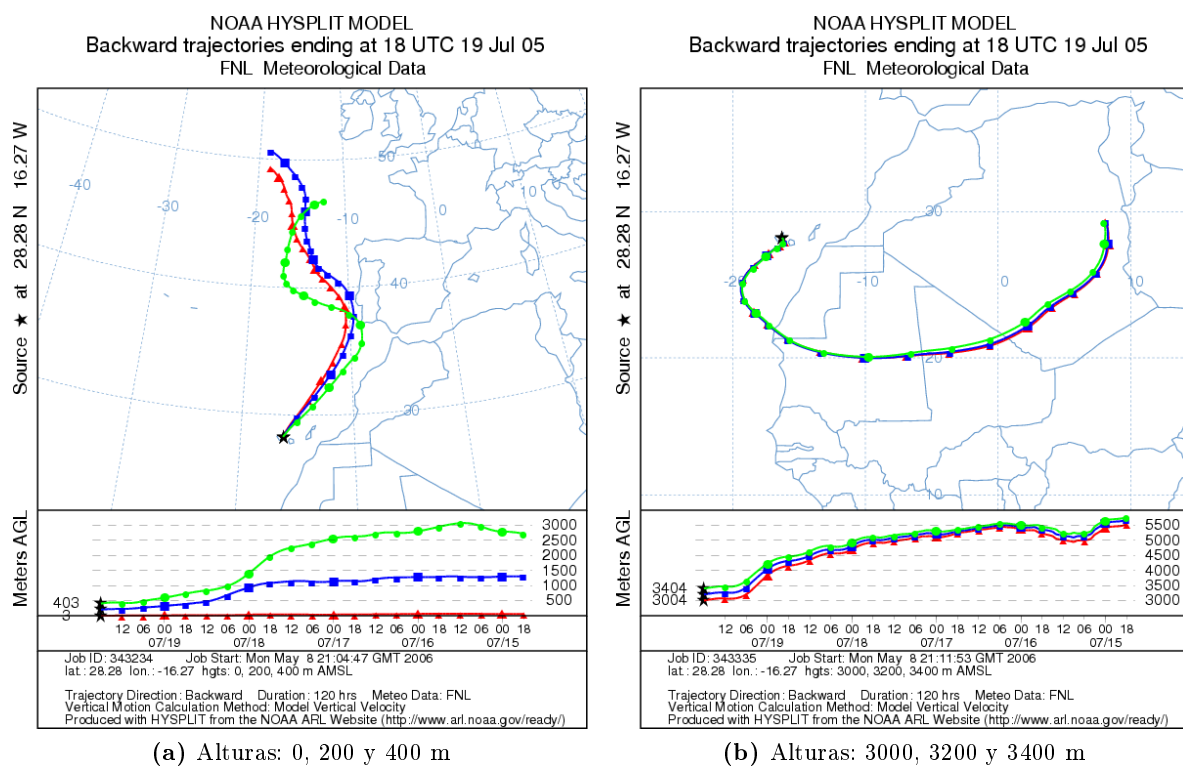 NOAA HYSPLIT MODEL
Backward trajectories ending at 18 UTC 19 Jul 05
FNL Meteorological Data
Source ★ at 28.28 N 16.27 W
-40
-30
-20
-10
0
50
40
30
Meters AGL
403
3
3000
2500
2000
1500
1000
500
12 06 00 18 12 06 00 18 12 06 00 18 12 06 00 18 12 06 00 18
07/19 07/18 07/17 07/16 07/15
Job ID: 343234 Job Start: Mon May 8 21:04:47 GMT 2006
lat.: 28.28 lon.: -16.27 hgts: 0, 200, 400 m AMSL
Trajectory Direction: Backward Duration: 120 hrs Meteo Data: FNL
Vertical Motion Calculation Method: Model Vertical Velocity
Produced with HYSPLIT from the NOAA ARL Website (http://www.arl.noaa.gov/ready/)
(a) Alturas: 0, 200 y 400 m
NOAA HYSPLIT MODEL
Backward trajectories ending at 18 UTC 19 Jul 05
FNL Meteorological Data
Source ★ at 28.28 N 16.27 W
30
-20
-10
0
10
20
10
Meters AGL
3404
3004
5500
5000
4500
4000
3500
3000
12 06 00 18 12 06 00 18 12 06 00 18 12 06 00 18 12 06 00 18
07/19 07/18 07/17 07/16 07/15
Job ID: 343335 Job Start: Mon May 8 21:11:53 GMT 2006
lat.: 28.28 lon.: -16.27 hgts: 3000, 3200, 3400 m AMSL
Trajectory Direction: Backward Duration: 120 hrs Meteo Data: FNL
Vertical Motion Calculation Method: Model Vertical Velocity
Produced with HYSPLIT from the NOAA ARL Website (http://www.arl.noaa.gov/ready/)
(b) Alturas: 3000, 3200 y 3400 m